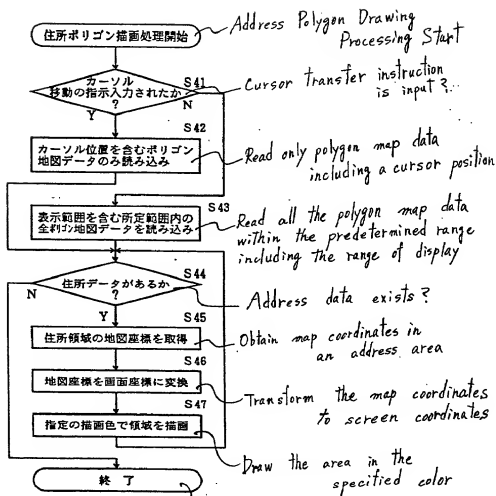 住所ポリゴン描画処理開始
Address Polygon Drawing
Processing Start
カーソル
移動の指示入力されたか
?
S41
N
Y
Cursor transfer instruction
is input?
S42
カーソル位置を含むポリゴン
地図データのみ読み込み
Read only polygon map data
including a cursor position
S43
表示範囲を含む所定範囲内の
全ポリゴン地図データを読み込み
Read all the polygon map data
within the predetermined range
including the range of display
S44
住所データがあるか
?
N
Y
Address data exists?
S45
住所領域の地図座標を取得
Obtain map coordinates in
an address area
S46
地図座標を画面座標に変換
Transform the map coordinates
to screen coordinates
S47
指定の描画色で領域を描画
Draw the area in the
specified color
終了